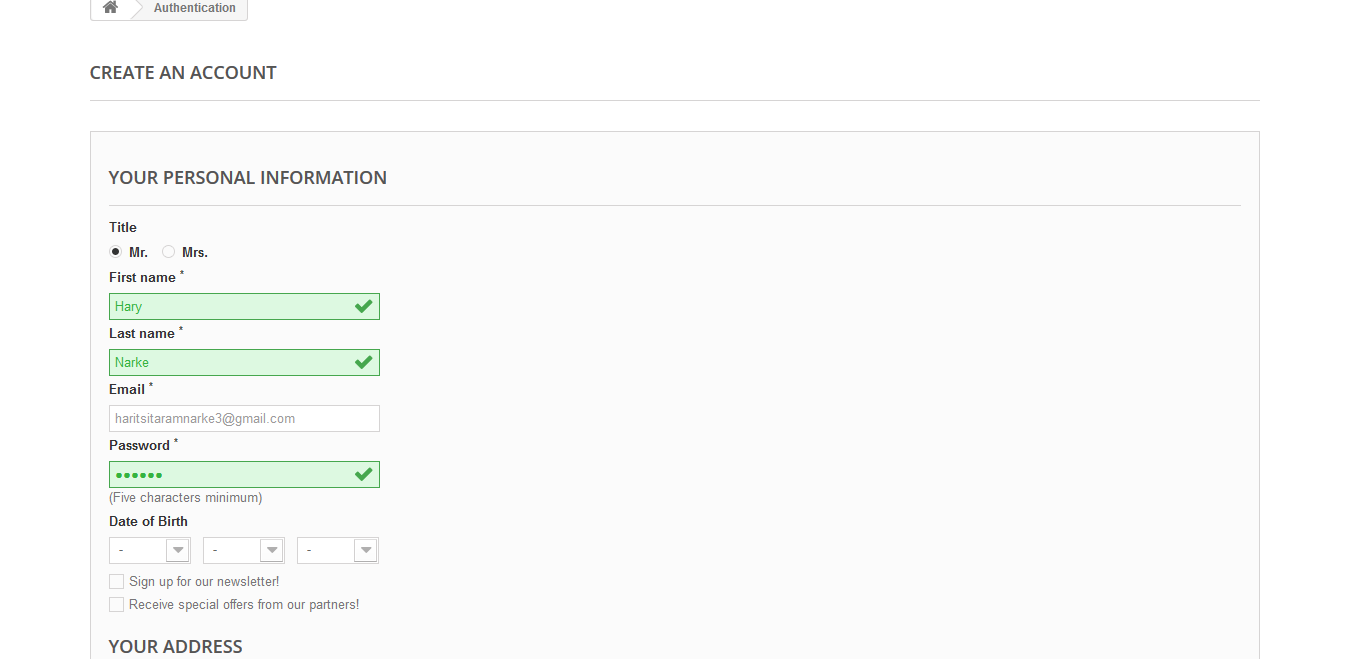 Authentication
CREATE AN ACCOUNT
YOUR PERSONAL INFORMATION
Title
Mr. Mrs.
First name *
Hary
Last name *
Narke
Email *
haritsitaramnarke3@gmail.com
Password *
••••••
(Five characters minimum)
Date of Birth
- - -
Sign up for our newsletter!
Receive special offers from our partners!
YOUR ADDRESS